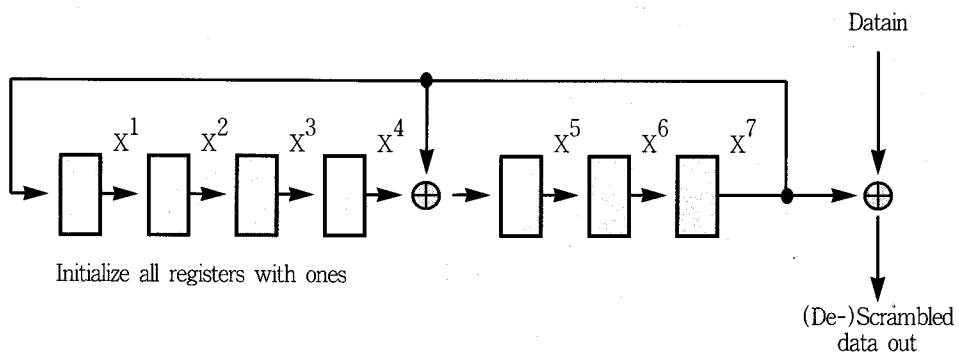 Datain
X1 X2 X3 X4 X5 X6 X7
Initialize all registers with ones
(De-)Scrambled
data out